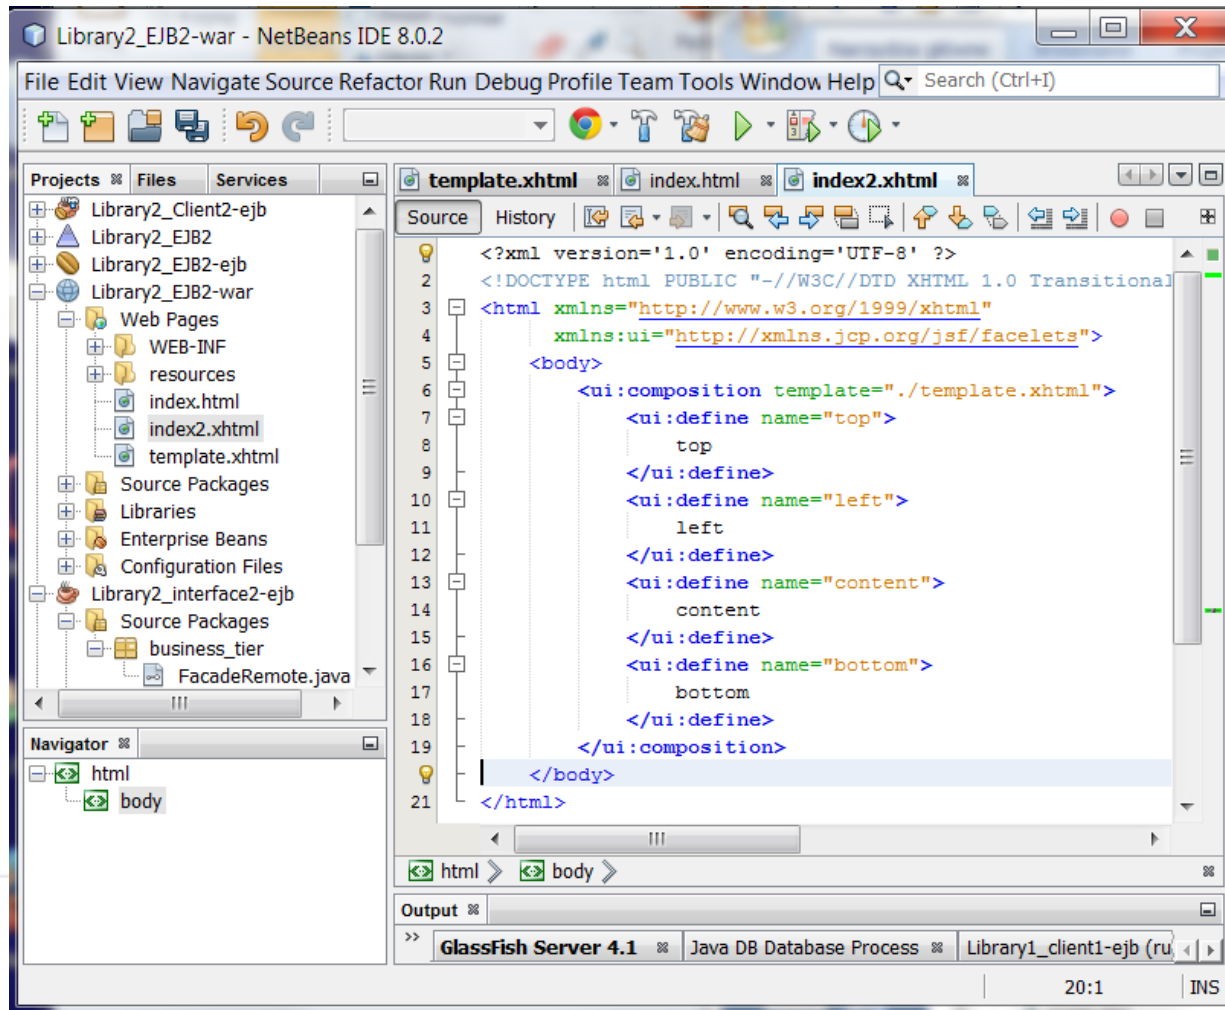 Library2_EJB2-war - NetBeans IDE 8.0.2
File Edit View Navigate Source Refactor Run Debug Profile Team Tools Window Help Search (Ctrl+I)
Projects Files Services
template.xhtml index.html index2.xhtml
Library2_Client2-ejb
Library2_EJB2
Library2_EJB2-ejb
Library2_EJB2-war
Web Pages
WEB-INF
resources
index.html
index2.xhtml
template.xhtml
Source Packages
Libraries
Enterprise Beans
Configuration Files
Library2_interface2-ejb
Source Packages
business_tier
FacadeRemote.java
Navigator
html
body
Source History
<?xml version='1.0' encoding='UTF-8' ?>
2 <!DOCTYPE html PUBLIC "-//W3C//DTD XHTML 1.0 Transitional
3 <html xmlns="http://www.w3.org/1999/xhtml"
4 xmlns:ui="http://xmlns.jcp.org/jsf/facelets">
5 <body>
6 <ui:composition template="./template.xhtml">
7 <ui:define name="top">
8 top
9 </ui:define>
10 <ui:define name="left">
11 left
12 </ui:define>
13 <ui:define name="content">
14 content
15 </ui:define>
16 <ui:define name="bottom">
17 bottom
18 </ui:define>
19 </ui:composition>
</body>
21 </html>
html body
Output
GlassFish Server 4.1 Java DB Database Process Library1_client1-ejb (ru
20:1 INS